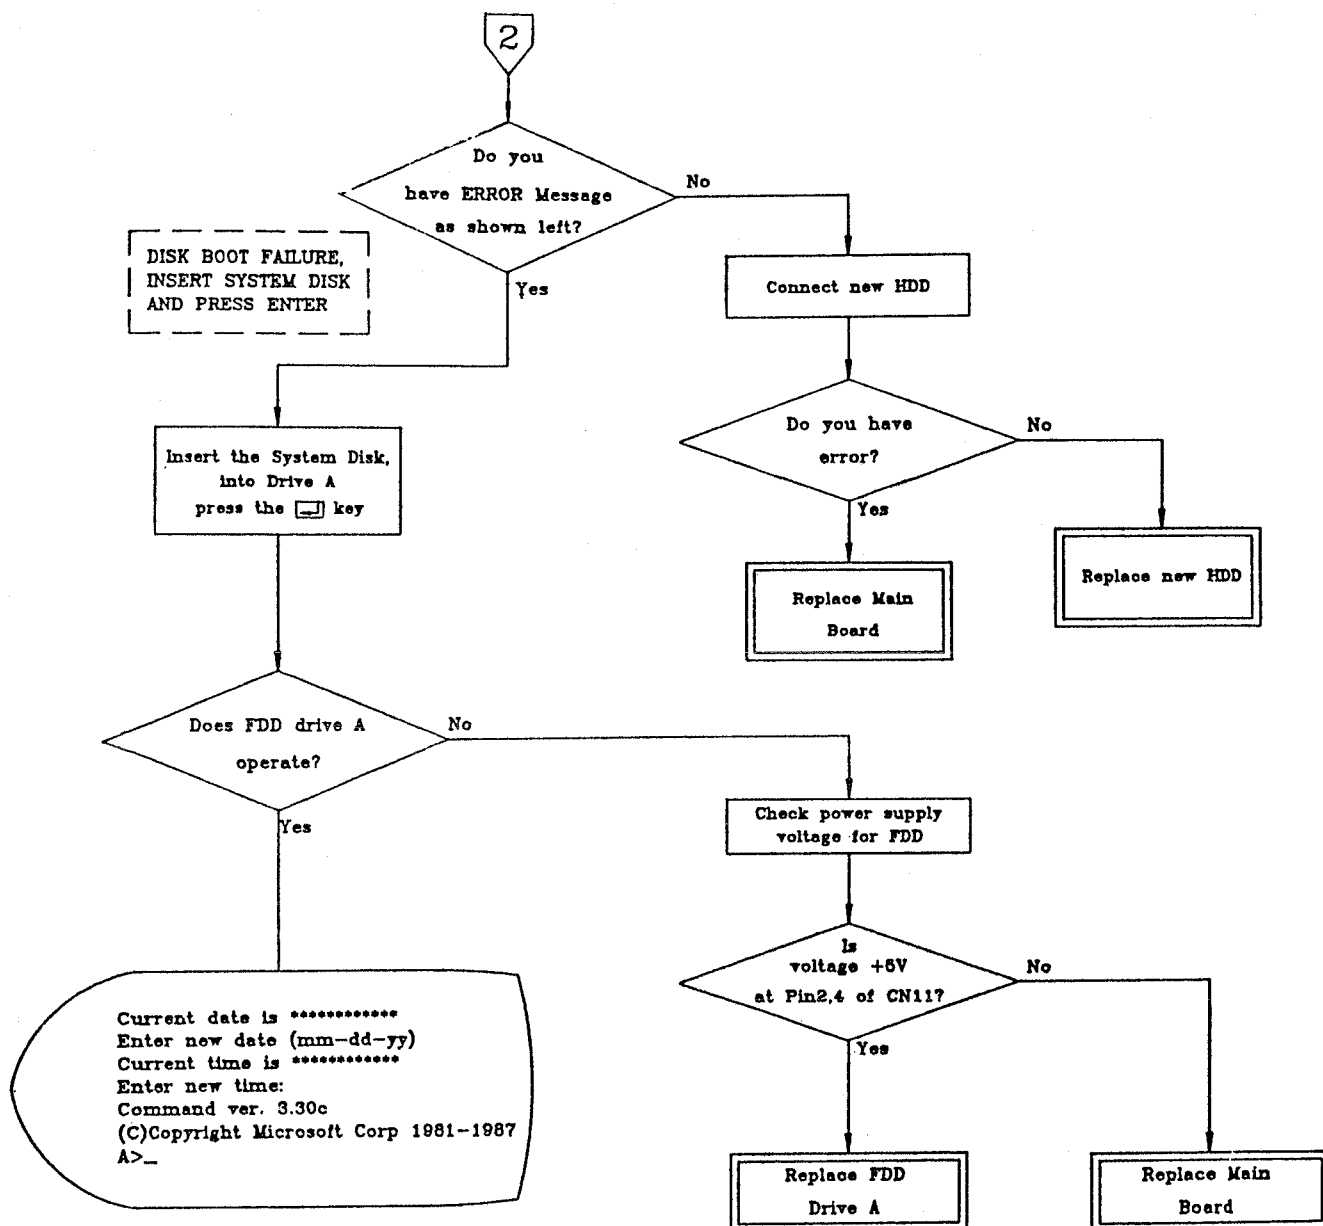 2
Do you
have ERROR Message
as shown left?
No
Yes
DISK BOOT FAILURE,
INSERT SYSTEM DISK
AND PRESS ENTER
Connect new HDD
Do you have
error?
No
Yes
Insert the System Disk,
into Drive A
press the key
Replace Main
Board
Replace new HDD
Does FDD drive A
operate?
No
Yes
Check power supply
voltage for FDD
Is
voltage +5V
at Pin2,4 of CN11?
No
Yes
Current date is ************
Enter new date (mm-dd-yy)
Current time is ************
Enter new time:
Command ver. 3.30c
(C)Copyright Microsoft Corp 1981-1987
A>_
Replace FDD
Drive A
Replace Main
Board